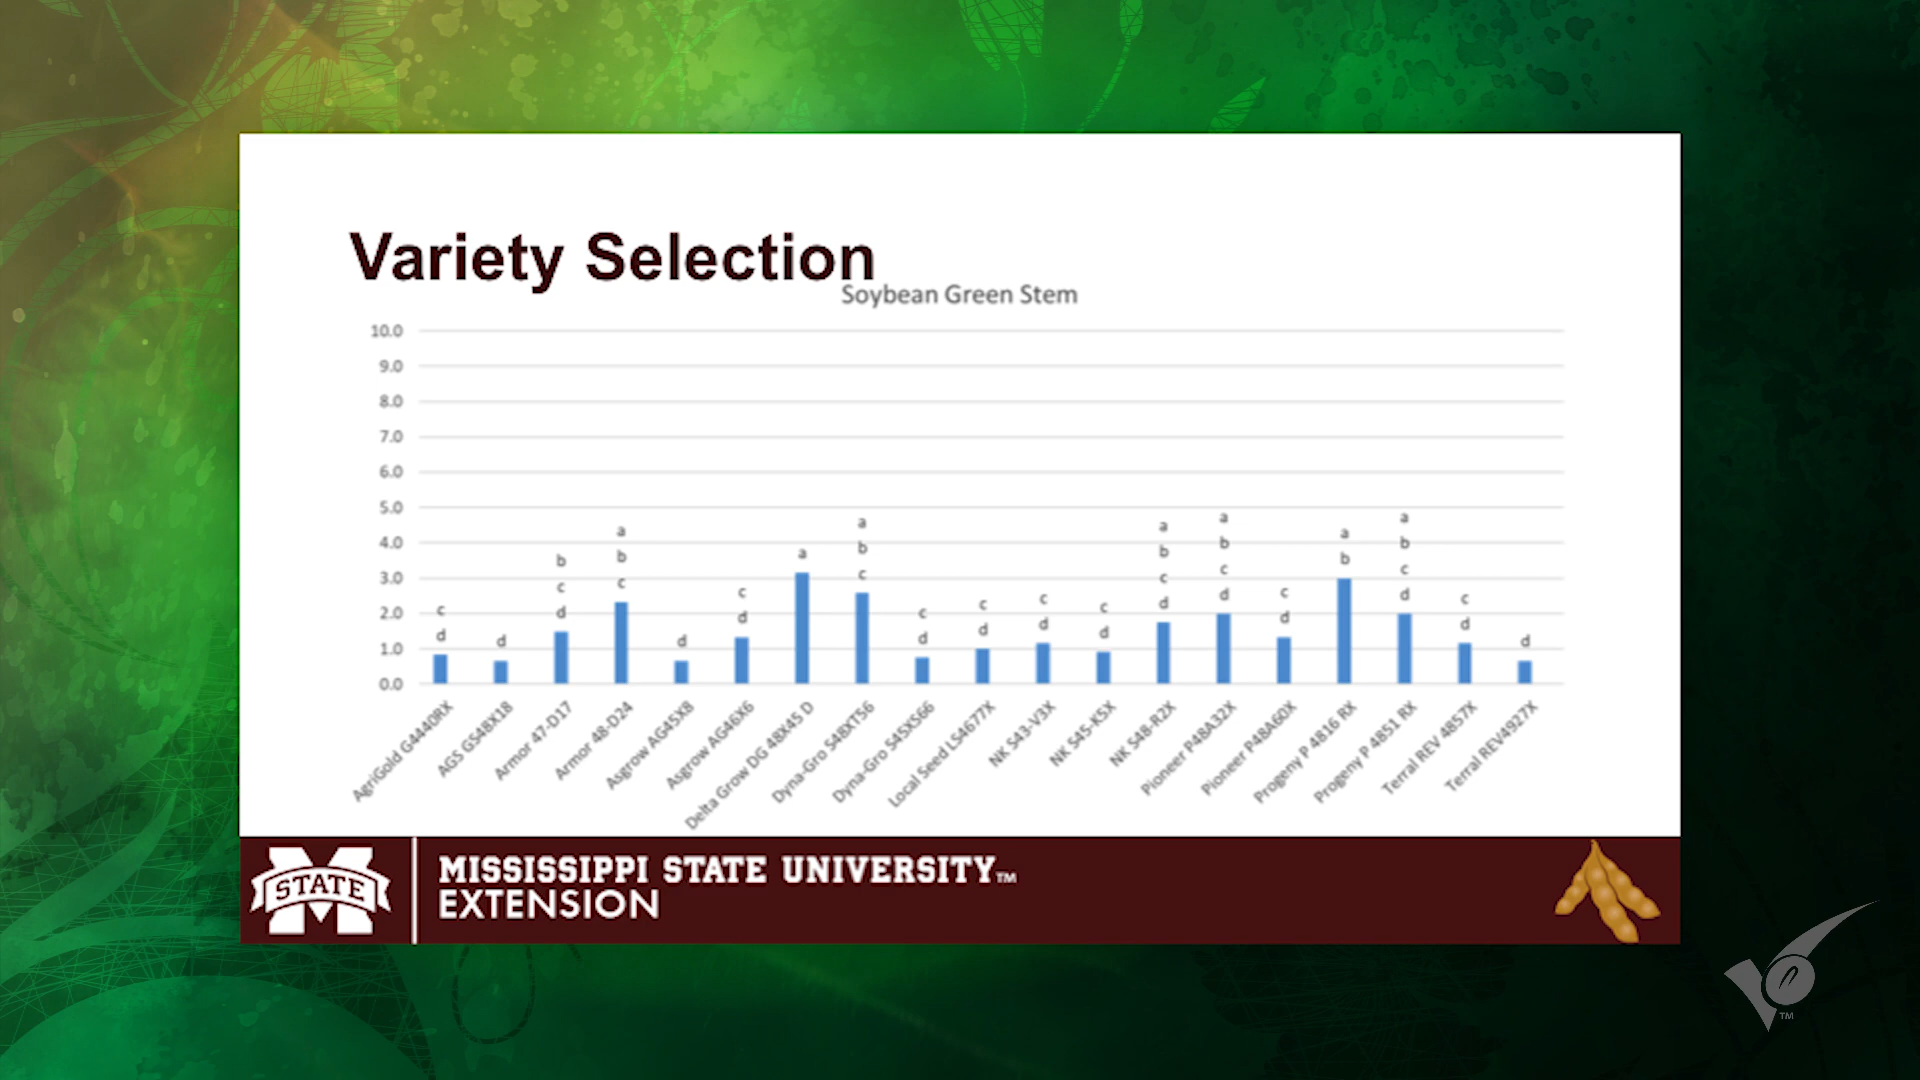 Variety Selection
Soybean Green Stem
10.0
9.0
8.0
7.0
6.0
5.0
4.0
3.0
2.0
1.0
0.0
c
d
d
b
c
d
a
b
c
d
c
d
a
a
b
c
c
d
c
d
c
d
c
d
a
b
c
d
a
b
c
d
c
d
a
b
a
b
c
d
c
d
d
AgriGold G4440RX
AGS GS48X18
Armor 47-D17
Armor 48-D24
Asgrow AG45X8
Asgrow AG46X6
Delta Grow DG 48X45 D
Dyna-Gro S48XT56
Dyna-Gro S45XS66
Local Seed LS4677X
NK S43-V3X
NK S45-K5X
NK S48-R2X
Pioneer P48A32X
Pioneer P48A60X
Progeny P 4816 RX
Progeny P 4851 RX
Terral REV 4857X
Terral REV4927X
STATE
MISSISSIPPI STATE UNIVERSITY™
EXTENSION
TM